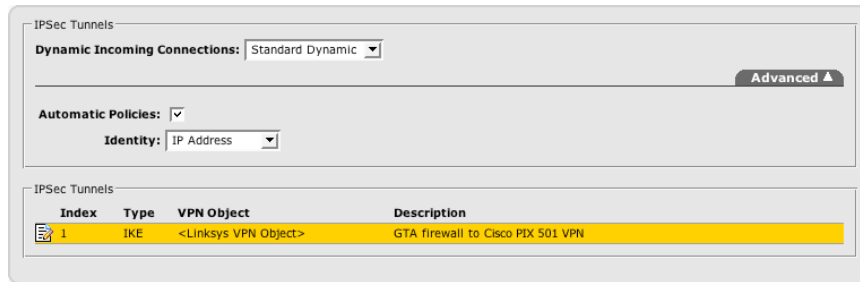 IPSec Tunnels
Dynamic Incoming Connections: Standard Dynamic
Advanced
Automatic Policies:
Identity: IP Address
IPSec Tunnels
Index Type VPN Object Description
1 IKE <Linksys VPN Object> GTA firewall to Cisco PIX 501 VPN